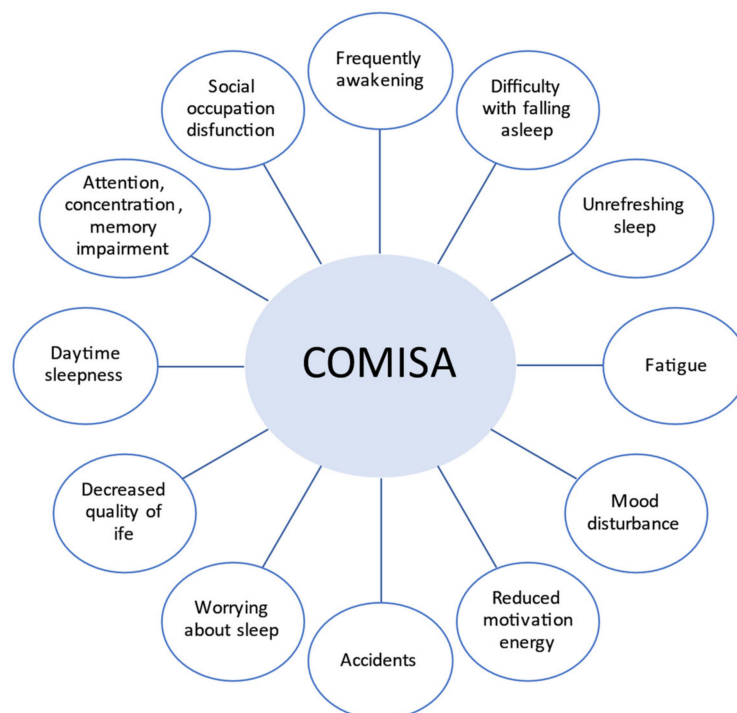 Frequently
awakening
Difficulty
with falling
asleep
Unrefreshing
sleep
Fatigue
Mood
disturbance
Reduced
motivation
energy
Accidents
Worrying
about sleep
Decreased
quality of
ife
Daytime
sleepness
Attention,
concentration,
memory
impairment
Social
occupation
disfunction
COMISA